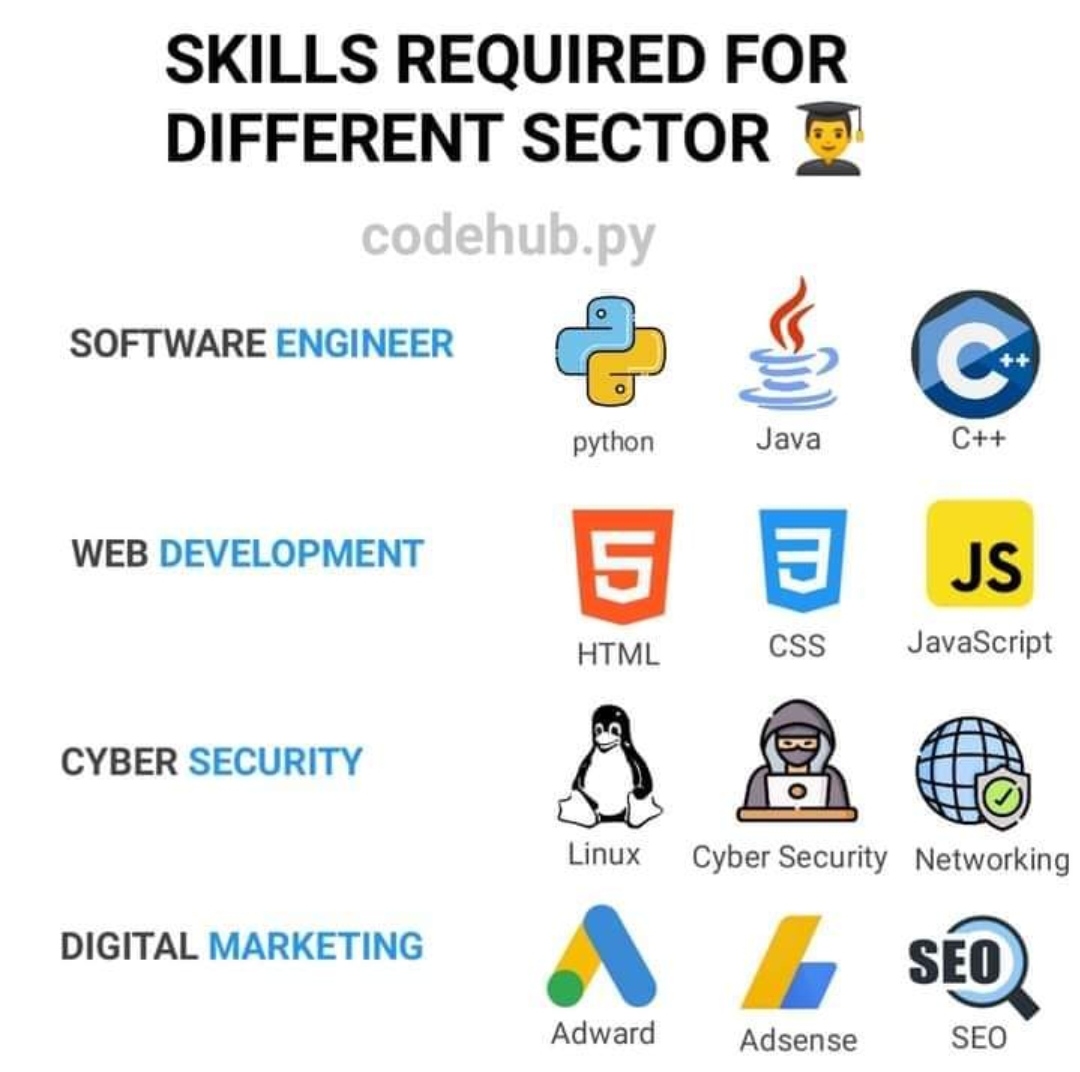 SKILLS REQUIRED FOR
DIFFERENT SECTOR
codehub.py
SOFTWARE ENGINEER
python
Java
C++
C++
WEB DEVELOPMENT
5
3
JS
HTML
CSS
JavaScript
CYBER SECURITY
Linux
Cyber Security
Networking
DIGITAL MARKETING
SEO
Adward
Adsense
SEO